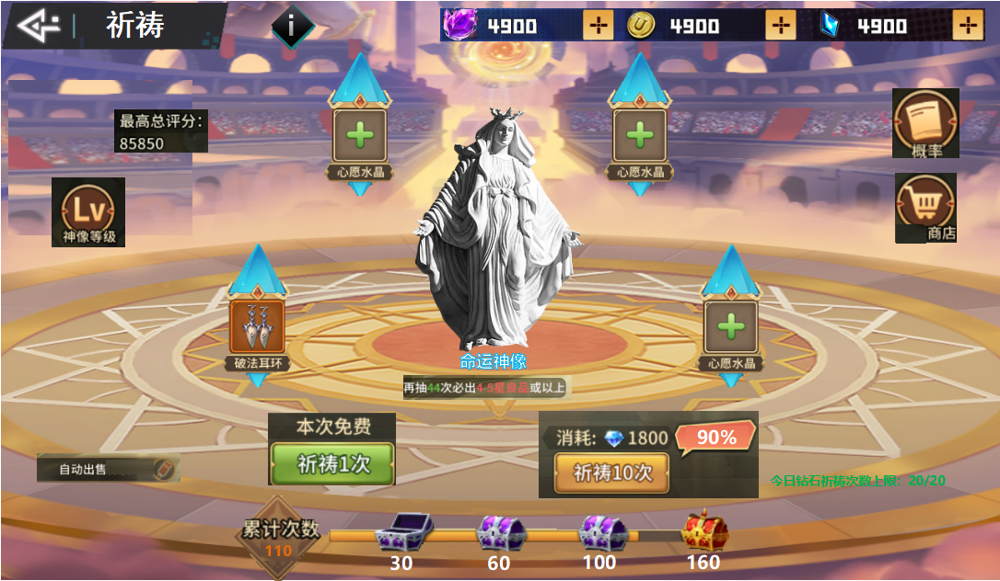 祈祷
i
4900
4900
4900
最高总评分:
85850
心愿水晶
心愿水晶
概率
Lv
神像等级
商店
破法耳环
心愿水晶
命运神像
再抽44次必出4-5星良品或以上
本次免费
祈祷1次
消耗: 1800
90%
祈祷10次
自动出售
今日钻石祈祷次数上限: 20/20
累计次数
110
30
60
100
160